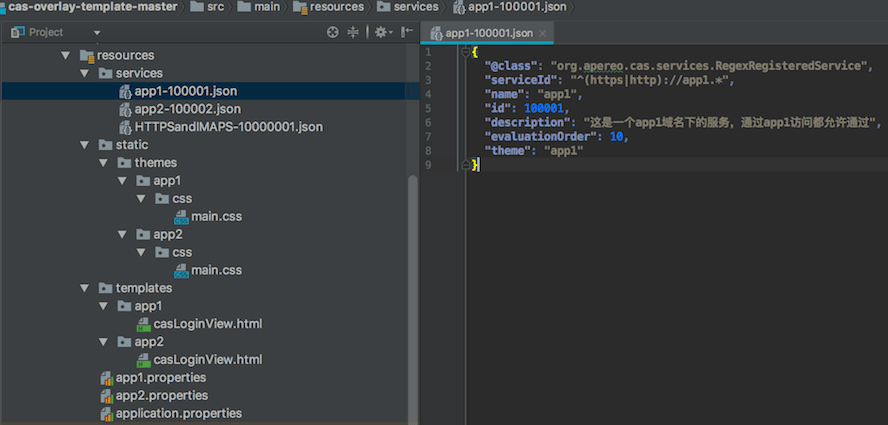 cas-overlay-template-master
src
main
resources
services
app1-100001.json
Project
app1-100001.json
resources
services
app1-100001.json
app2-100002.json
HTTPSandIMAPS-10000001.json
static
themes
app1
css
main.css
app2
css
main.css
templates
app1
casLoginView.html
app2
casLoginView.html
app1.properties
app2.properties
application.properties
1 {
2 "@class": "org.apereo.cas.services.RegexRegisteredService",
3 "serviceId": "^(https|http)://app1.*",
4 "name": "app1",
5 "id": 100001,
6 "description": "这是一个app1域名下的服务，通过app1访问都允许通过",
7 "evaluationOrder": 10,
8 "theme": "app1"
9 }